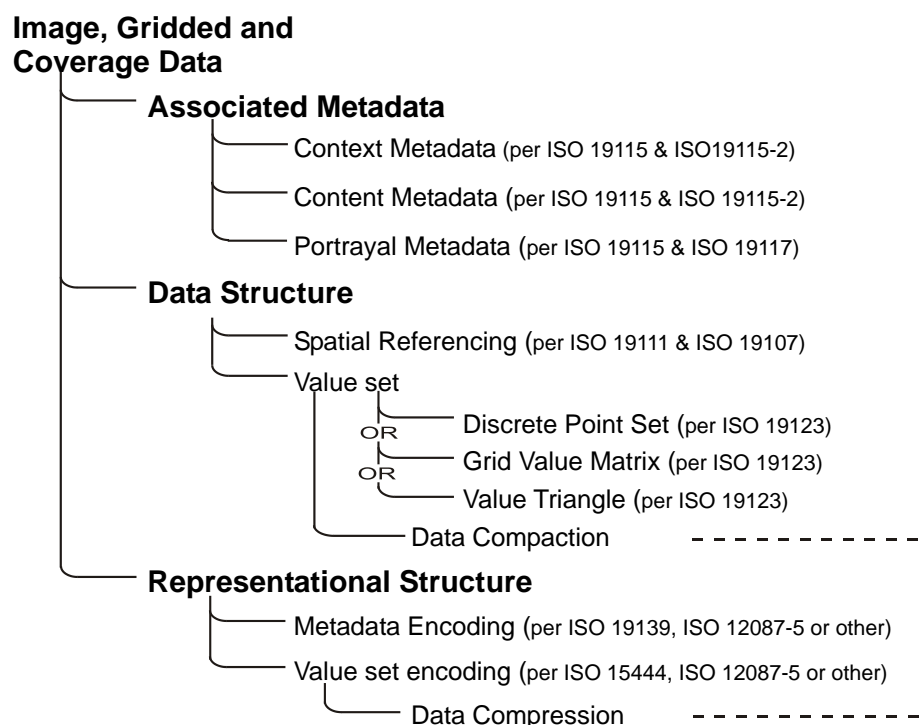 Image, Gridded and
Coverage Data
Associated Metadata
Context Metadata (per ISO 19115 & ISO19115-2)
Content Metadata (per ISO 19115 & ISO 19115-2)
Portrayal Metadata (per ISO 19115 & ISO 19117)
Data Structure
Spatial Referencing (per ISO 19111 & ISO 19107)
Value set
Discrete Point Set (per ISO 19123)
OR
Grid Value Matrix (per ISO 19123)
OR
Value Triangle (per ISO 19123)
Data Compaction
Representational Structure
Metadata Encoding (per ISO 19139, ISO 12087-5 or other)
Value set encoding (per ISO 15444, ISO 12087-5 or other)
Data Compression